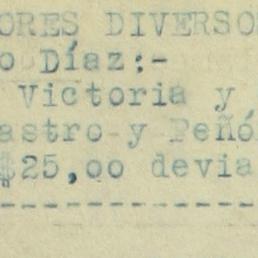 ORES DIVERSO
o Díaz:-
Victoria y
astro y Peñó
$25,oo devia
-------------